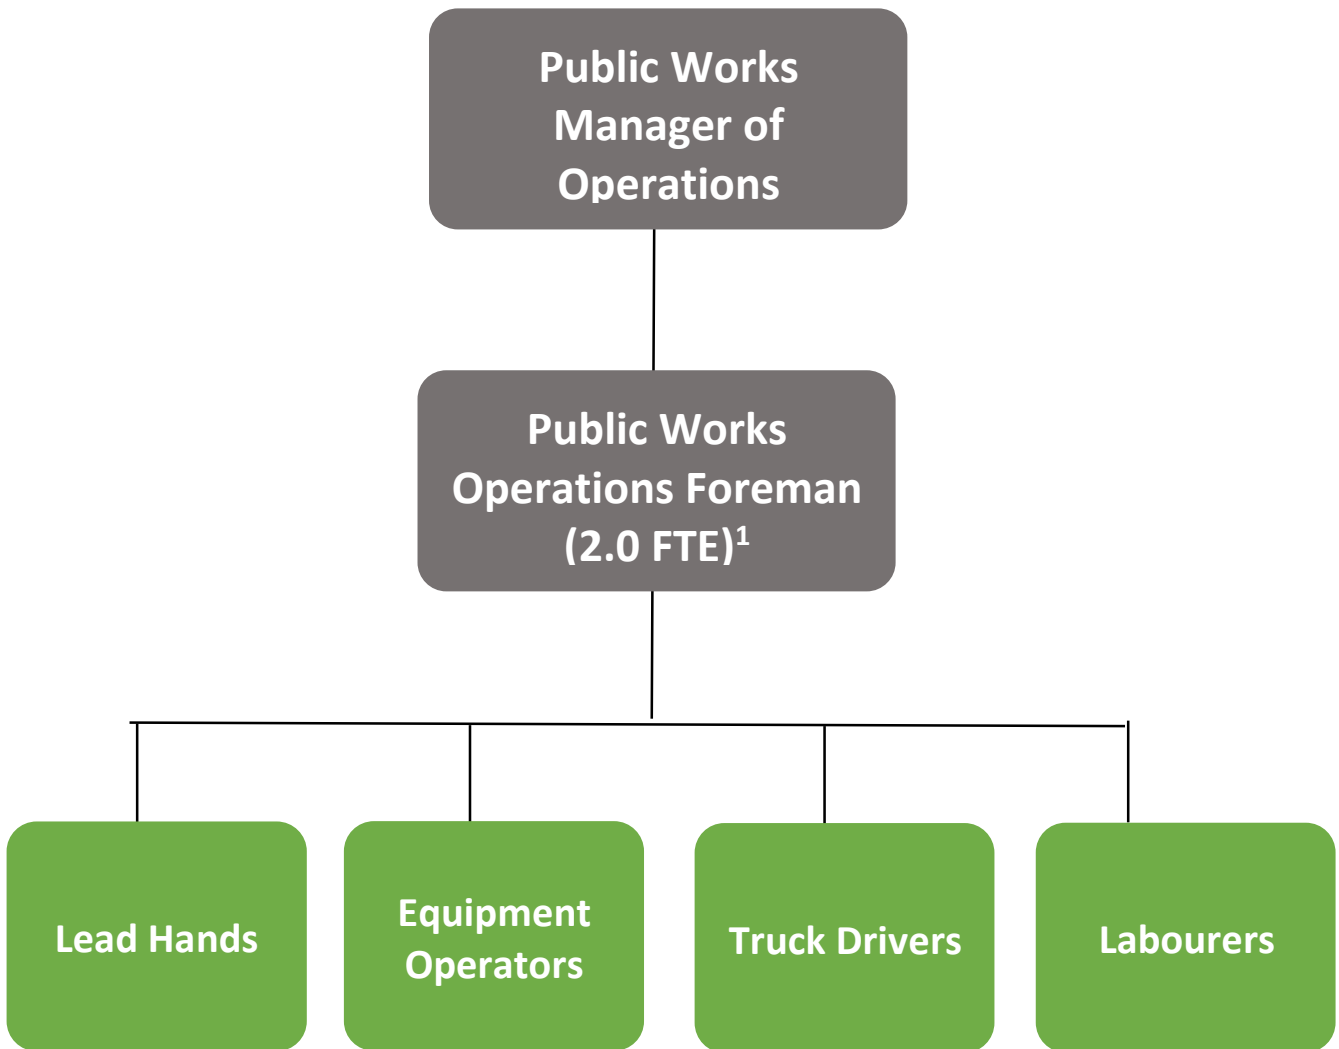 Public Works
Manager of
Operations
Public Works
Operations Foreman
(2.0 FTE)¹
Lead Hands
Equipment
Operators
Truck Drivers
Labourers